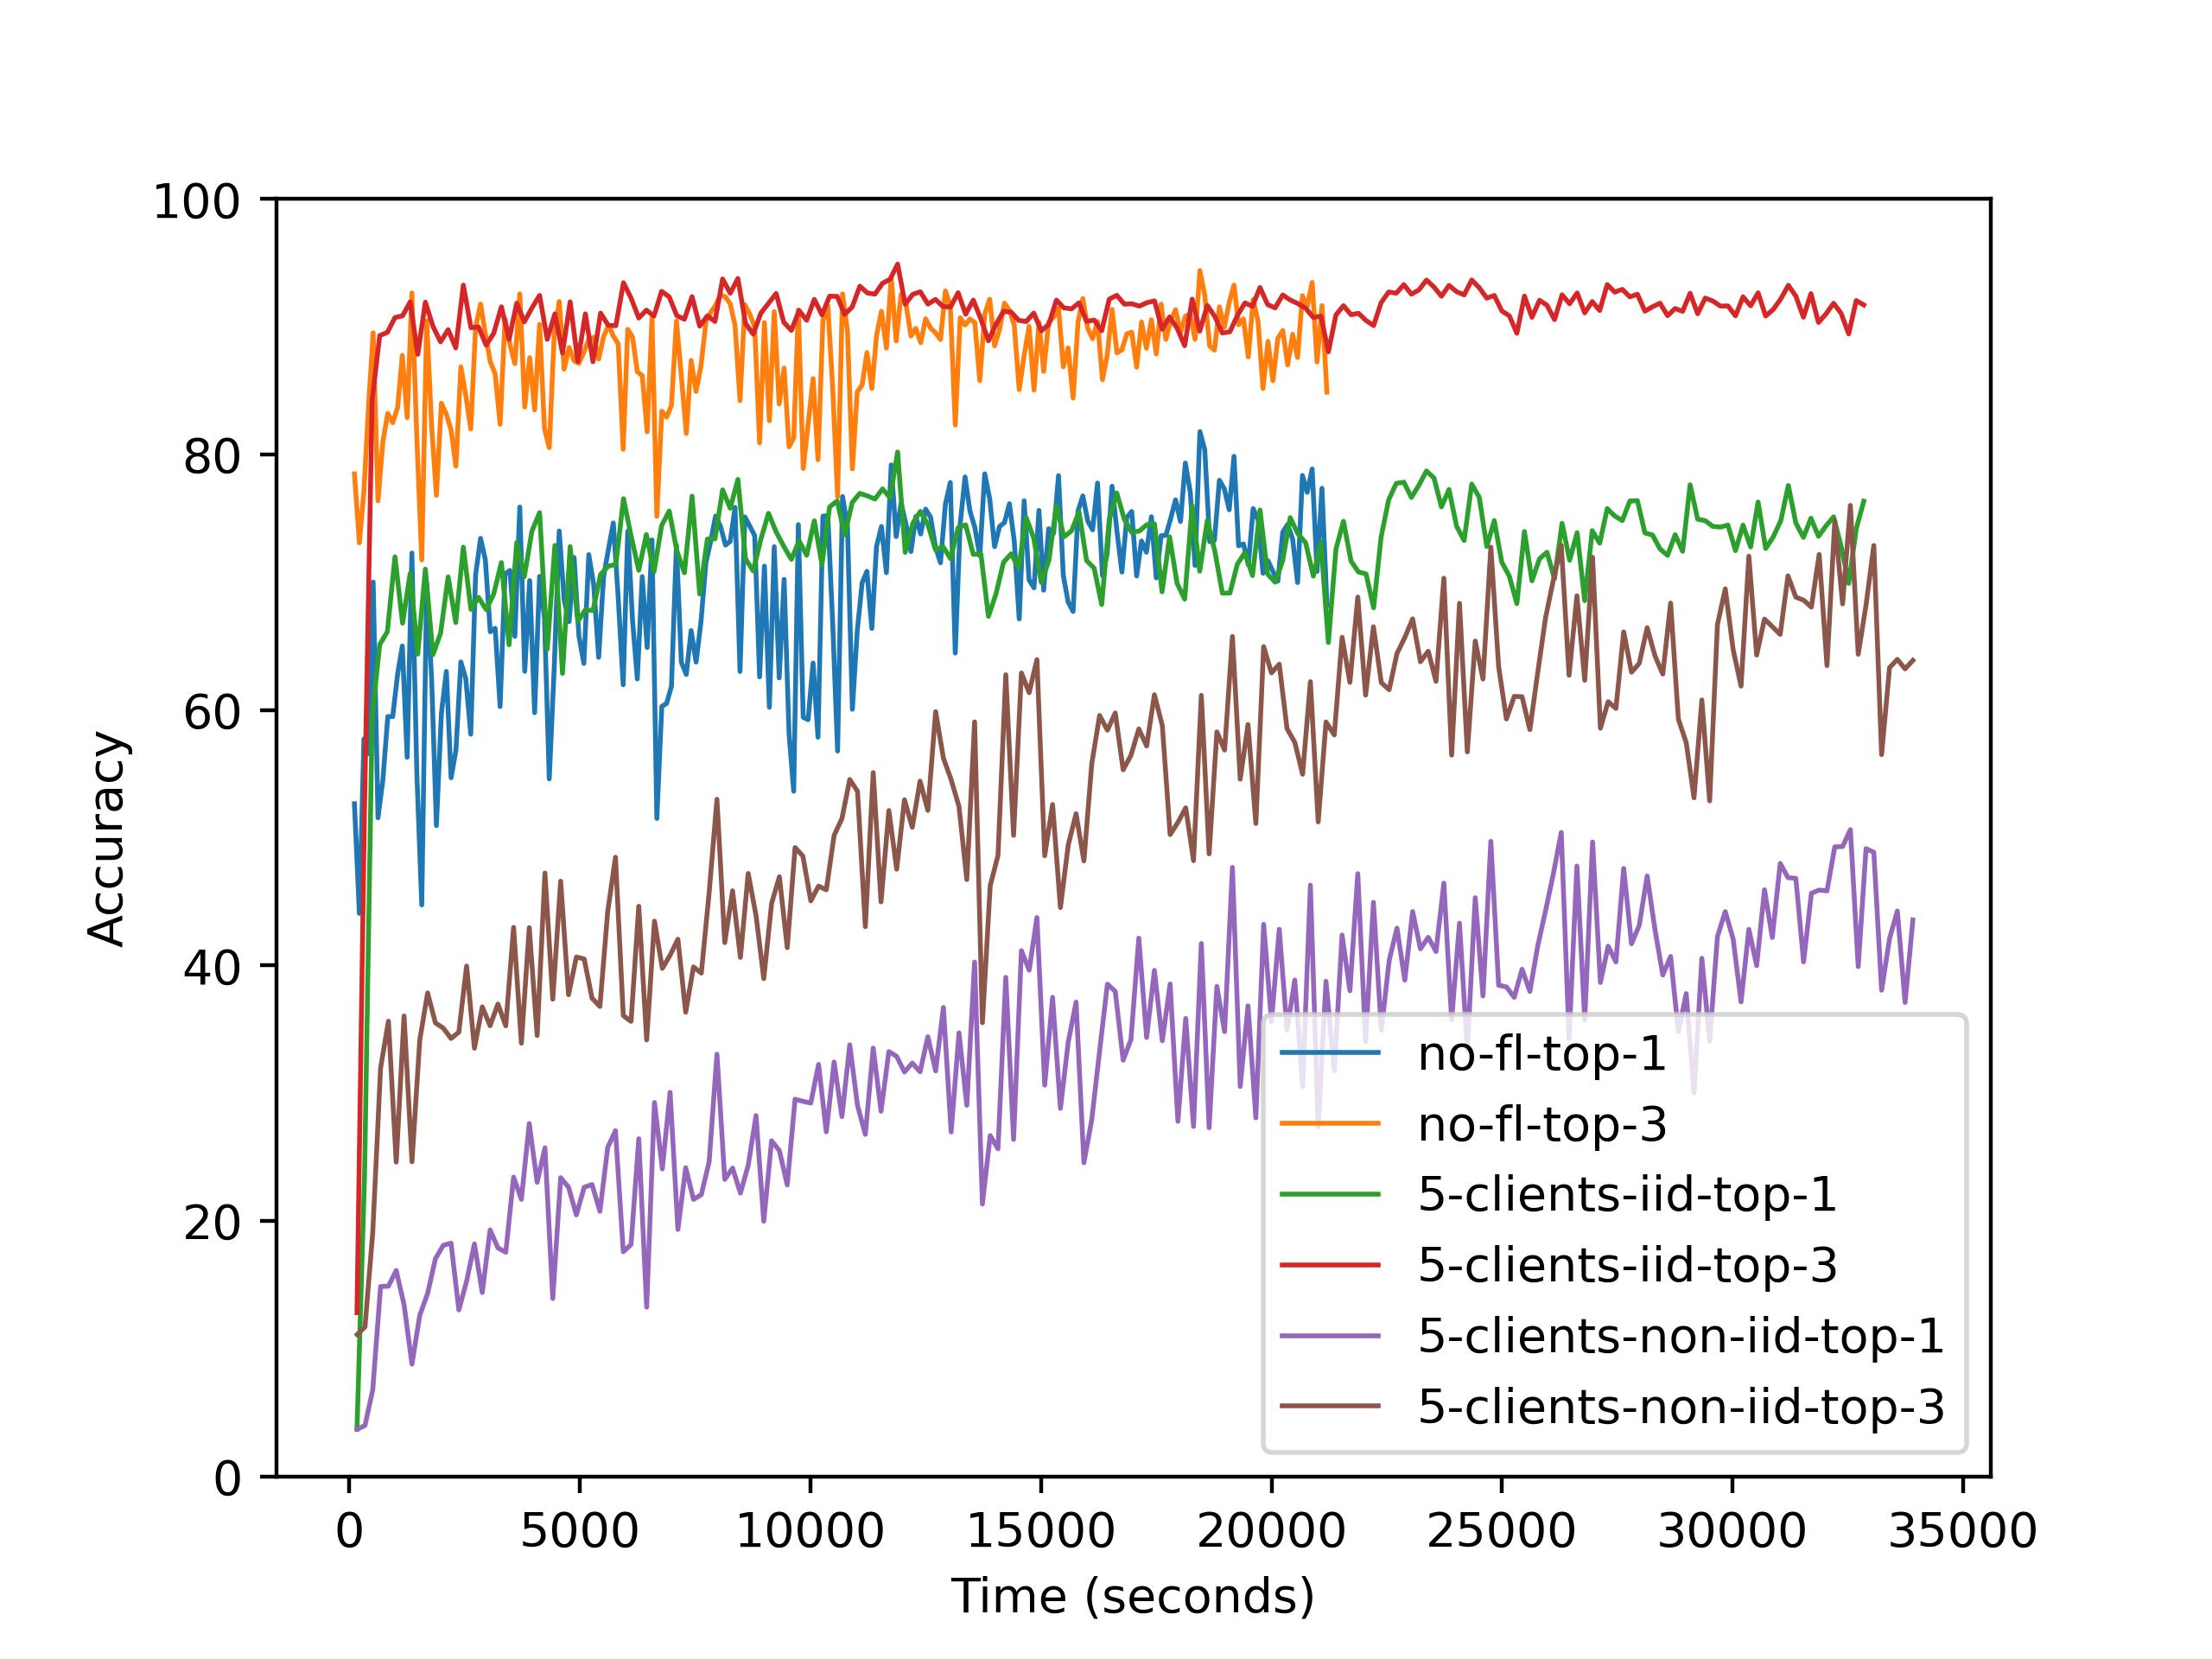 100
80
60
40
20
0
Accuracy
0 5000 10000 15000 20000 25000 30000 35000
Time (seconds)
no-fl-top-1
no-fl-top-3
5-clients-iid-top-1
5-clients-iid-top-3
5-clients-non-iid-top-1
5-clients-non-iid-top-3